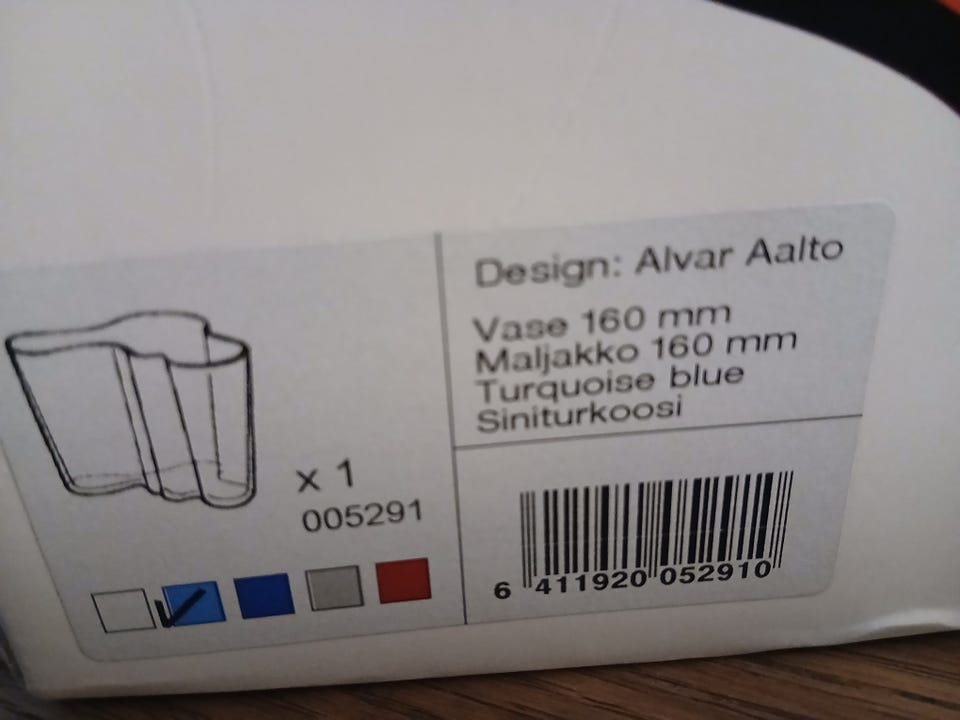 Design: Alvar Aalto
Vase 160 mm
Maljakko 160 mm
Turquoise blue
Siniturkoosi
x 1
005291
6 411920 052910